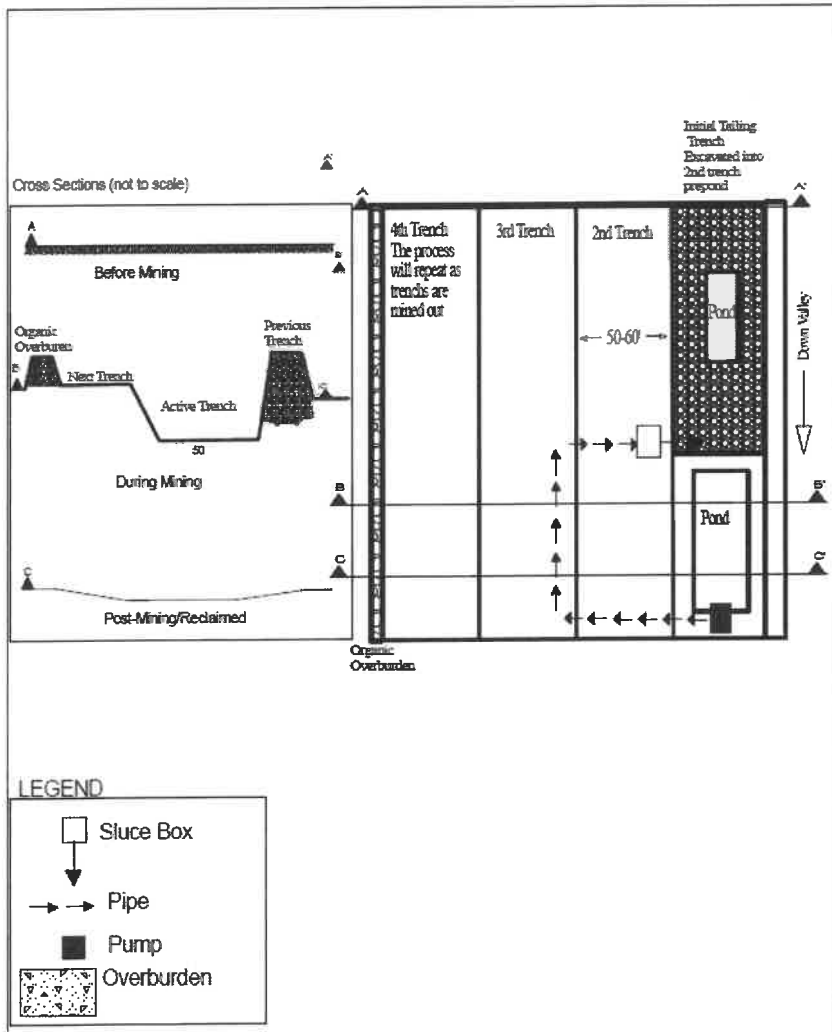 Cross Sections (not to scale)
A'
A
B
Before Mining
Organic
Overburen
Previous
Trench
B
Next Trench
Active Trench
50
During Mining
C
Post-Mining/Reclaimed
Initial Tailing
Trench
Excavated into
2nd trench
prepond
A
A'
4th Trench
The process
will repeat as
trenchs are
mined out
3rd Trench
2nd Trench
50-60'
Pond
Down Valley
B
B'
Pond
C
C'
Organic
Overburden
LEGEND
Sluce Box
Pipe
Pump
Overburden